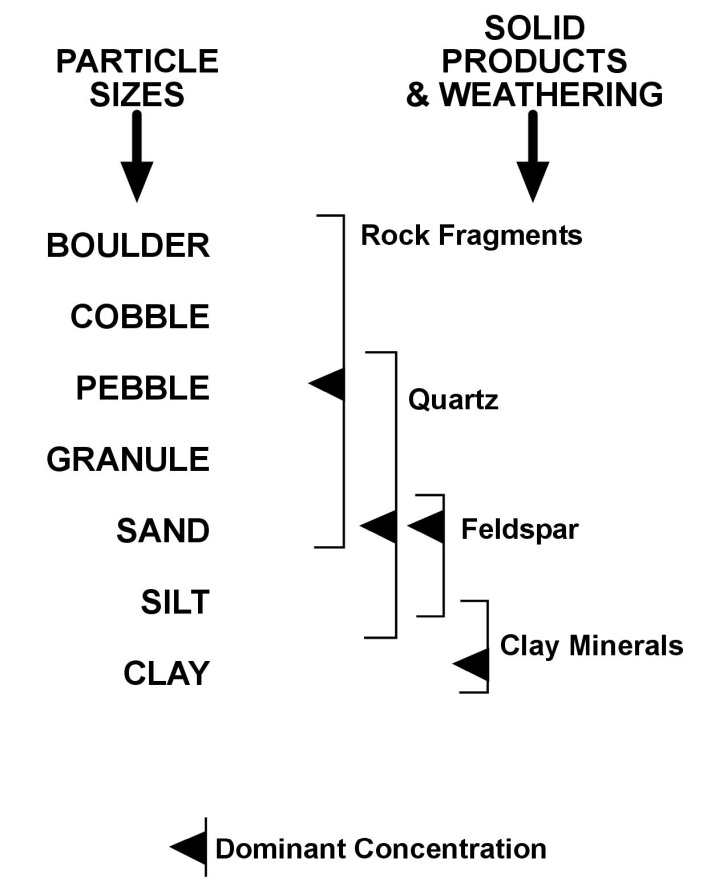 PARTICLE
SIZES
SOLID
PRODUCTS
& WEATHERING
BOULDER
COBBLE
PEBBLE
GRANULE
SAND
SILT
CLAY
Rock Fragments
Quartz
Feldspar
Clay Minerals
Dominant Concentration